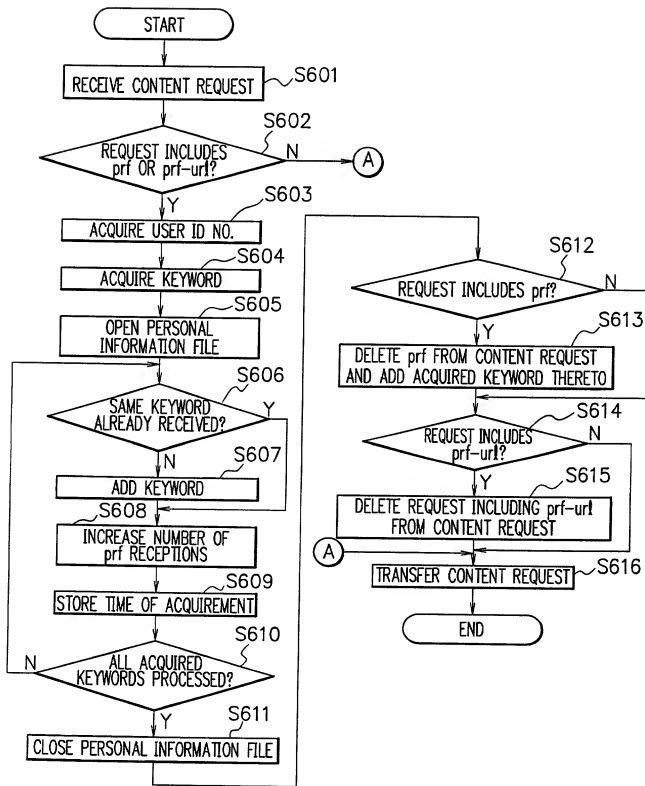 START
RECEIVE CONTENT REQUEST
S601
S602
REQUEST INCLUDES
prf OR prf-url?
N
A
Y
S603
ACQUIRE USER ID NO.
S604
ACQUIRE KEYWORD
S605
OPEN PERSONAL
INFORMATION FILE
S606
SAME KEYWORD
ALREADY RECEIVED?
Y
N
S607
ADD KEYWORD
S608
INCREASE NUMBER OF
prf RECEPTIONS
S609
STORE TIME OF ACQUIREMENT
S610
N
ALL ACQUIRED
KEYWORDS PROCESSED?
Y
S611
CLOSE PERSONAL INFORMATION FILE
S612
REQUEST INCLUDES prf?
N
Y
S613
DELETE prf FROM CONTENT REQUEST
AND ADD ACQUIRED KEYWORD THERETO
S614
REQUEST INCLUDES
prf-url?
N
Y
S615
DELETE REQUEST INCLUDING prf-url
FROM CONTENT REQUEST
A
TRANSFER CONTENT REQUEST
S616
END